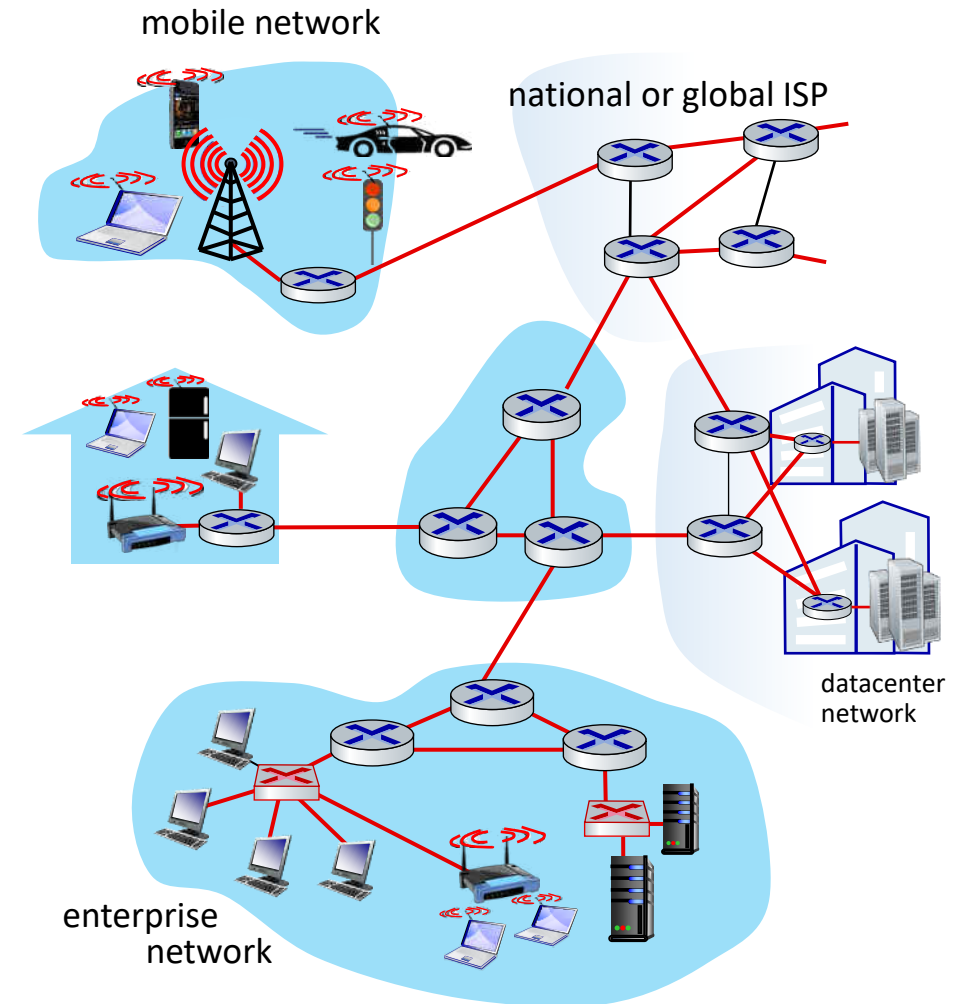 mobile network
national or global ISP
datacenter
network
enterprise
network